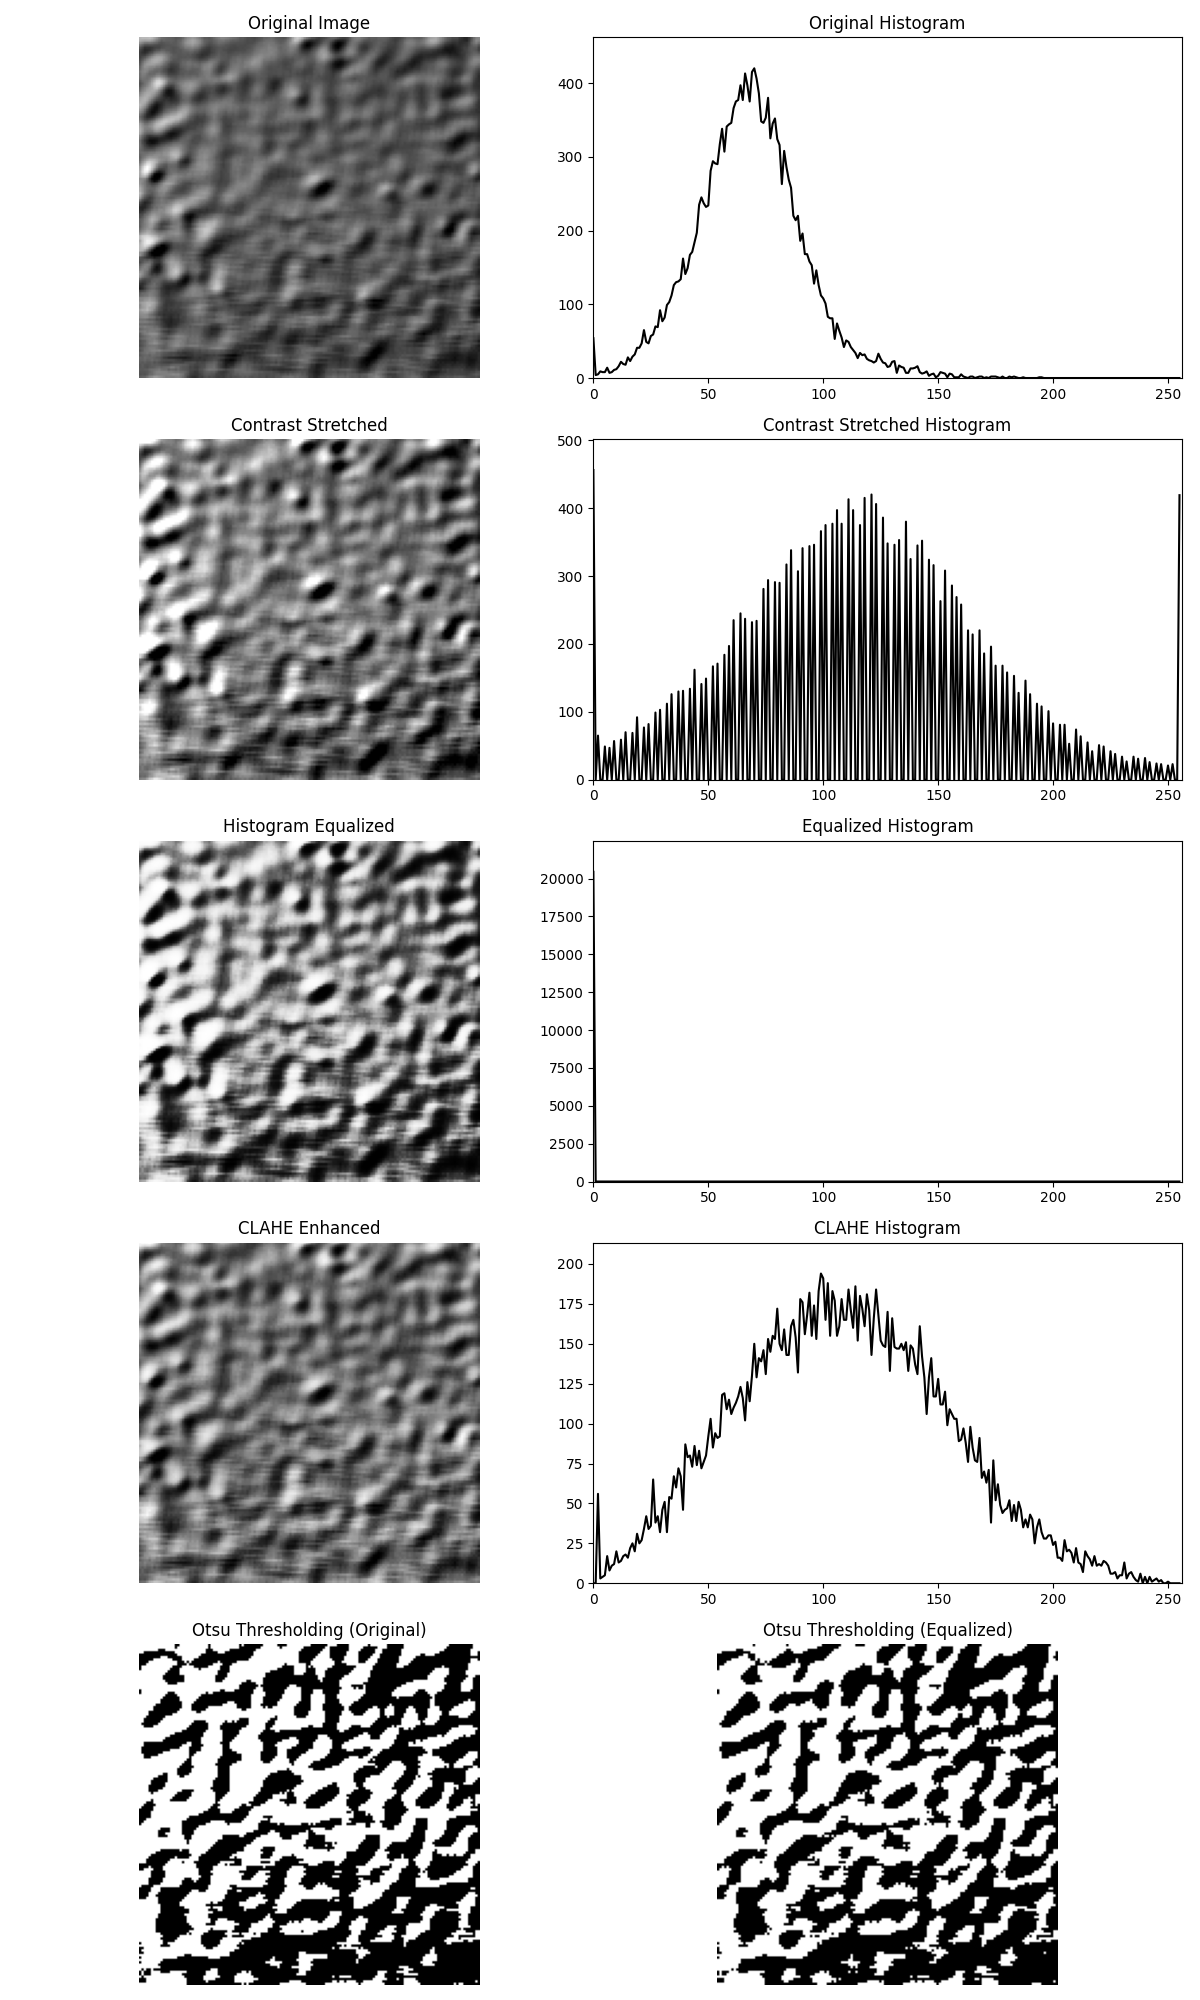 Original Image
Original Histogram
400
300
200
100
0
0 50 100 150 200 250
Contrast Stretched
Contrast Stretched Histogram
500
400
300
200
100
0
0 50 100 150 200 250
Histogram Equalized
Equalized Histogram
20000
17500
15000
12500
10000
7500
5000
2500
0
0 50 100 150 200 250
CLAHE Enhanced
CLAHE Histogram
200
175
150
125
100
75
50
25
0
0 50 100 150 200 250
Otsu Thresholding (Original)
Otsu Thresholding (Equalized)